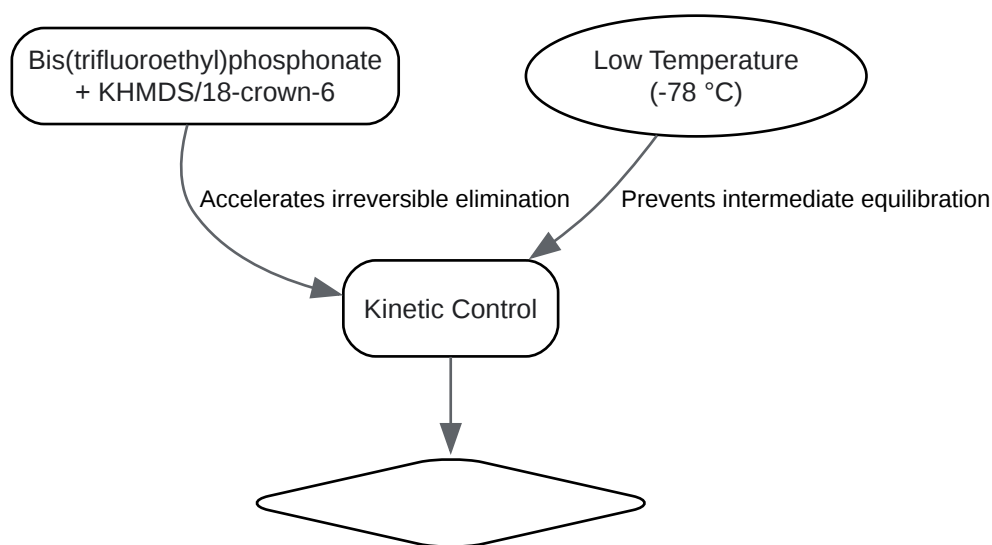 Bis(trifluoroethyl)phosphonate
+ KHMDS/18-crown-6
Low Temperature
(-78 °C)
Accelerates irreversible elimination
Prevents intermediate equilibration
Kinetic Control